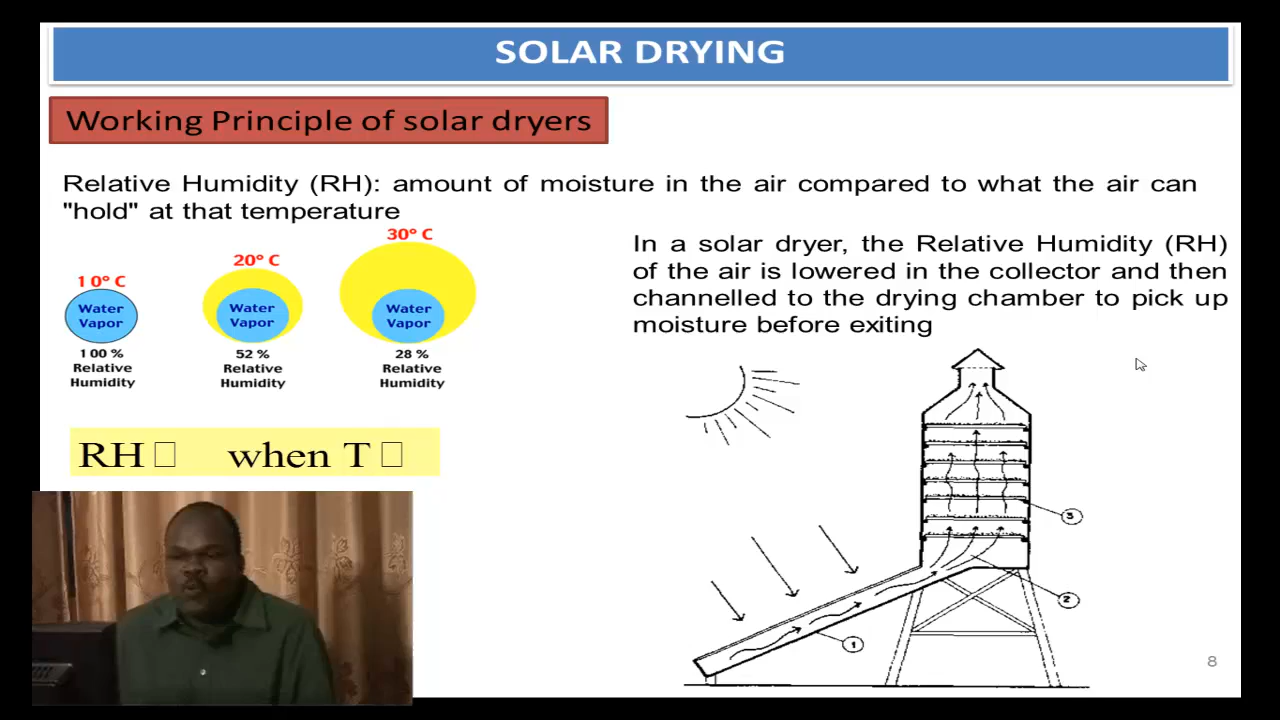 SOLAR DRYING
Working Principle of solar dryers
Relative Humidity (RH): amount of moisture in the air compared to what the air can
"hold" at that temperature
10° C
Water
Vapor
100 %
Relative
Humidity
20° C
Water
Vapor
52 %
Relative
Humidity
30° C
Water
Vapor
28 %
Relative
Humidity
RH□ when T□
In a solar dryer, the Relative Humidity (RH)
of the air is lowered in the collector and then
channelled to the drying chamber to pick up
moisture before exiting
3
2
1
8